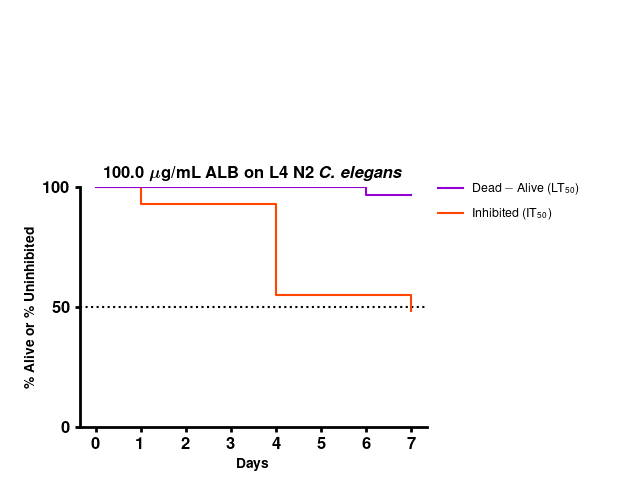 100.0 μg/mL ALB on L4 N2 C. elegans
100
50
0
% Alive or % Uninhibited
0 1 2 3 4 5 6 7
Days
Dead − Alive (LT₅₀)
Inhibited (IT₅₀)